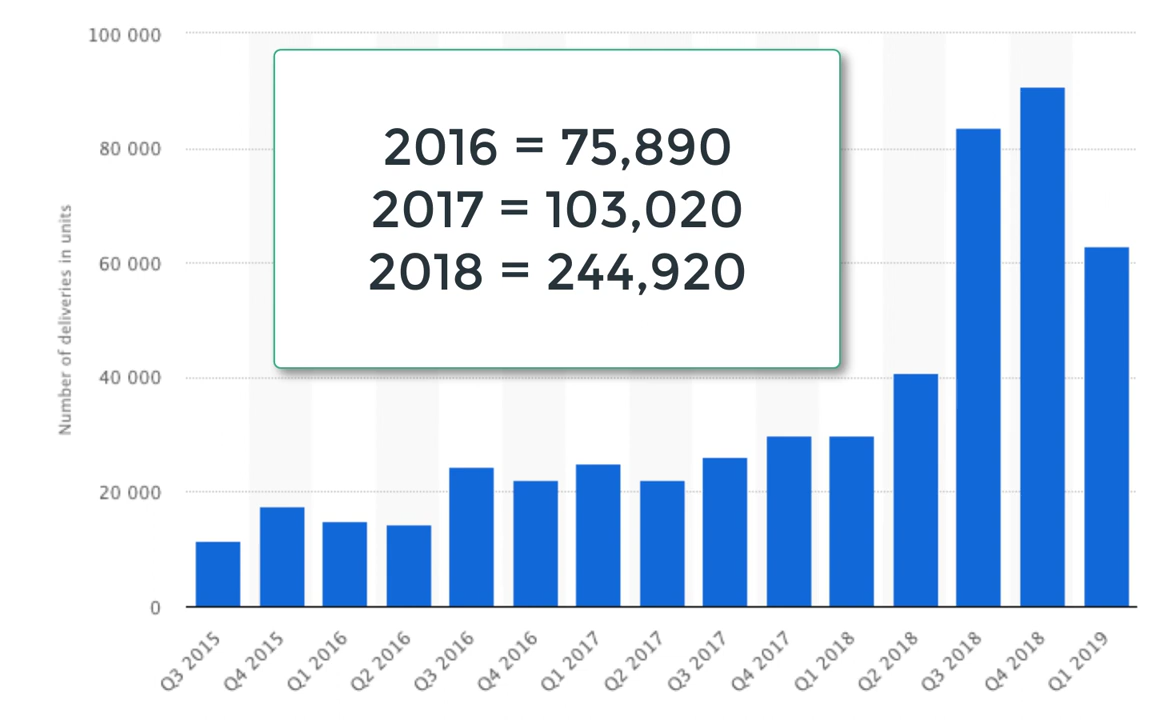 100 000
80 000
60 000
40 000
20 000
0
Number of deliveries in units
2016 = 75,890
2017 = 103,020
2018 = 244,920
Q3 2015
Q4 2015
Q1 2016
Q2 2016
Q3 2016
Q4 2016
Q1 2017
Q2 2017
Q3 2017
Q4 2017
Q1 2018
Q2 2018
Q3 2018
Q4 2018
Q1 2019